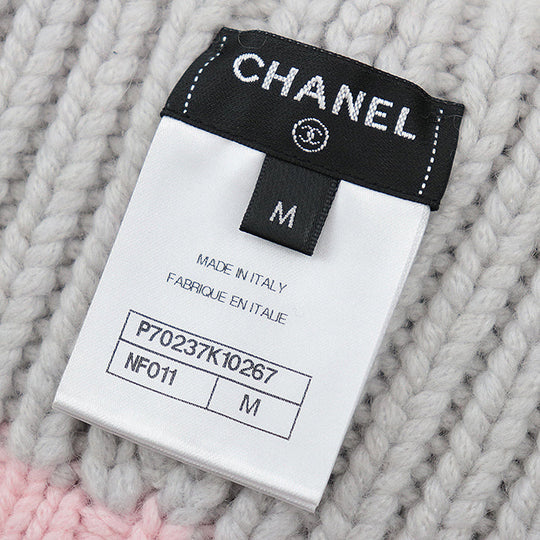 CHANEL
M
MADE IN ITALY
FABRIQUE EN ITALIE
P70237K10267
NF011 M